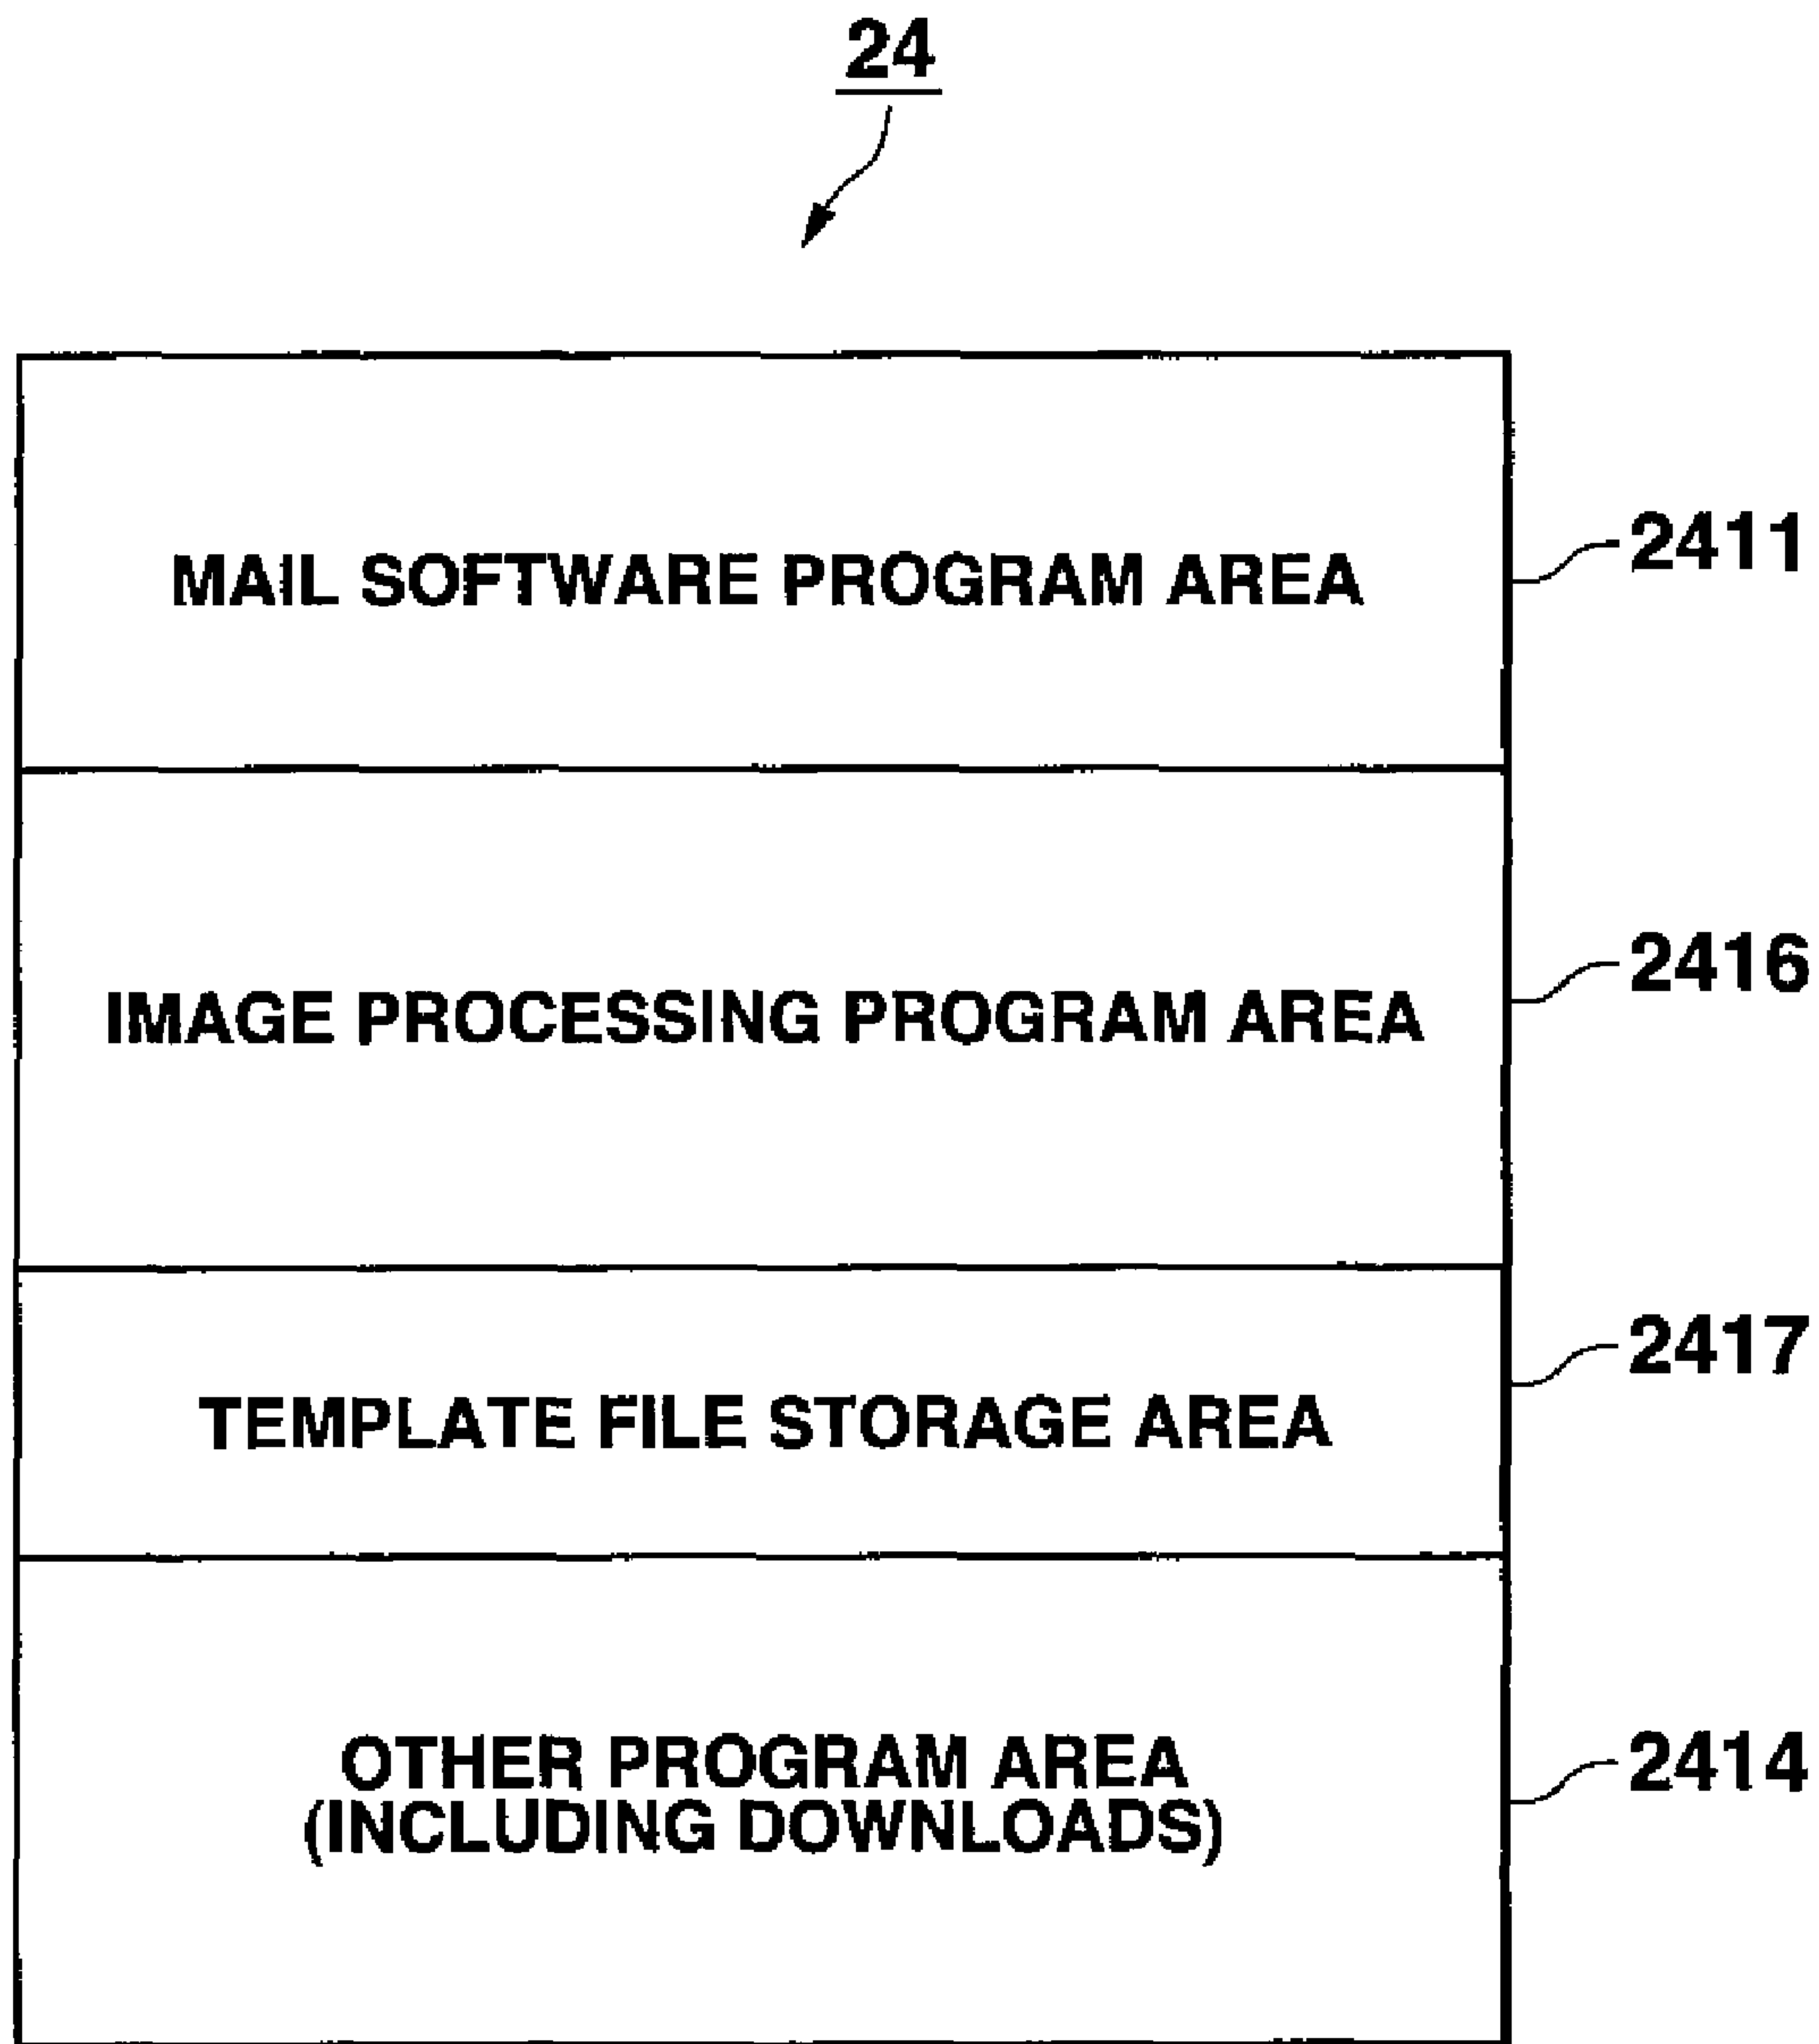 24
MAIL SOFTWARE PROGRAM AREA
2411
IMAGE PROCESSING PROGRAM AREA
2416
TEMPLATE FILE STORAGE AREA
2417
OTHER PROGRAM AREA
(INCLUDING DOWNLOADS)
2414